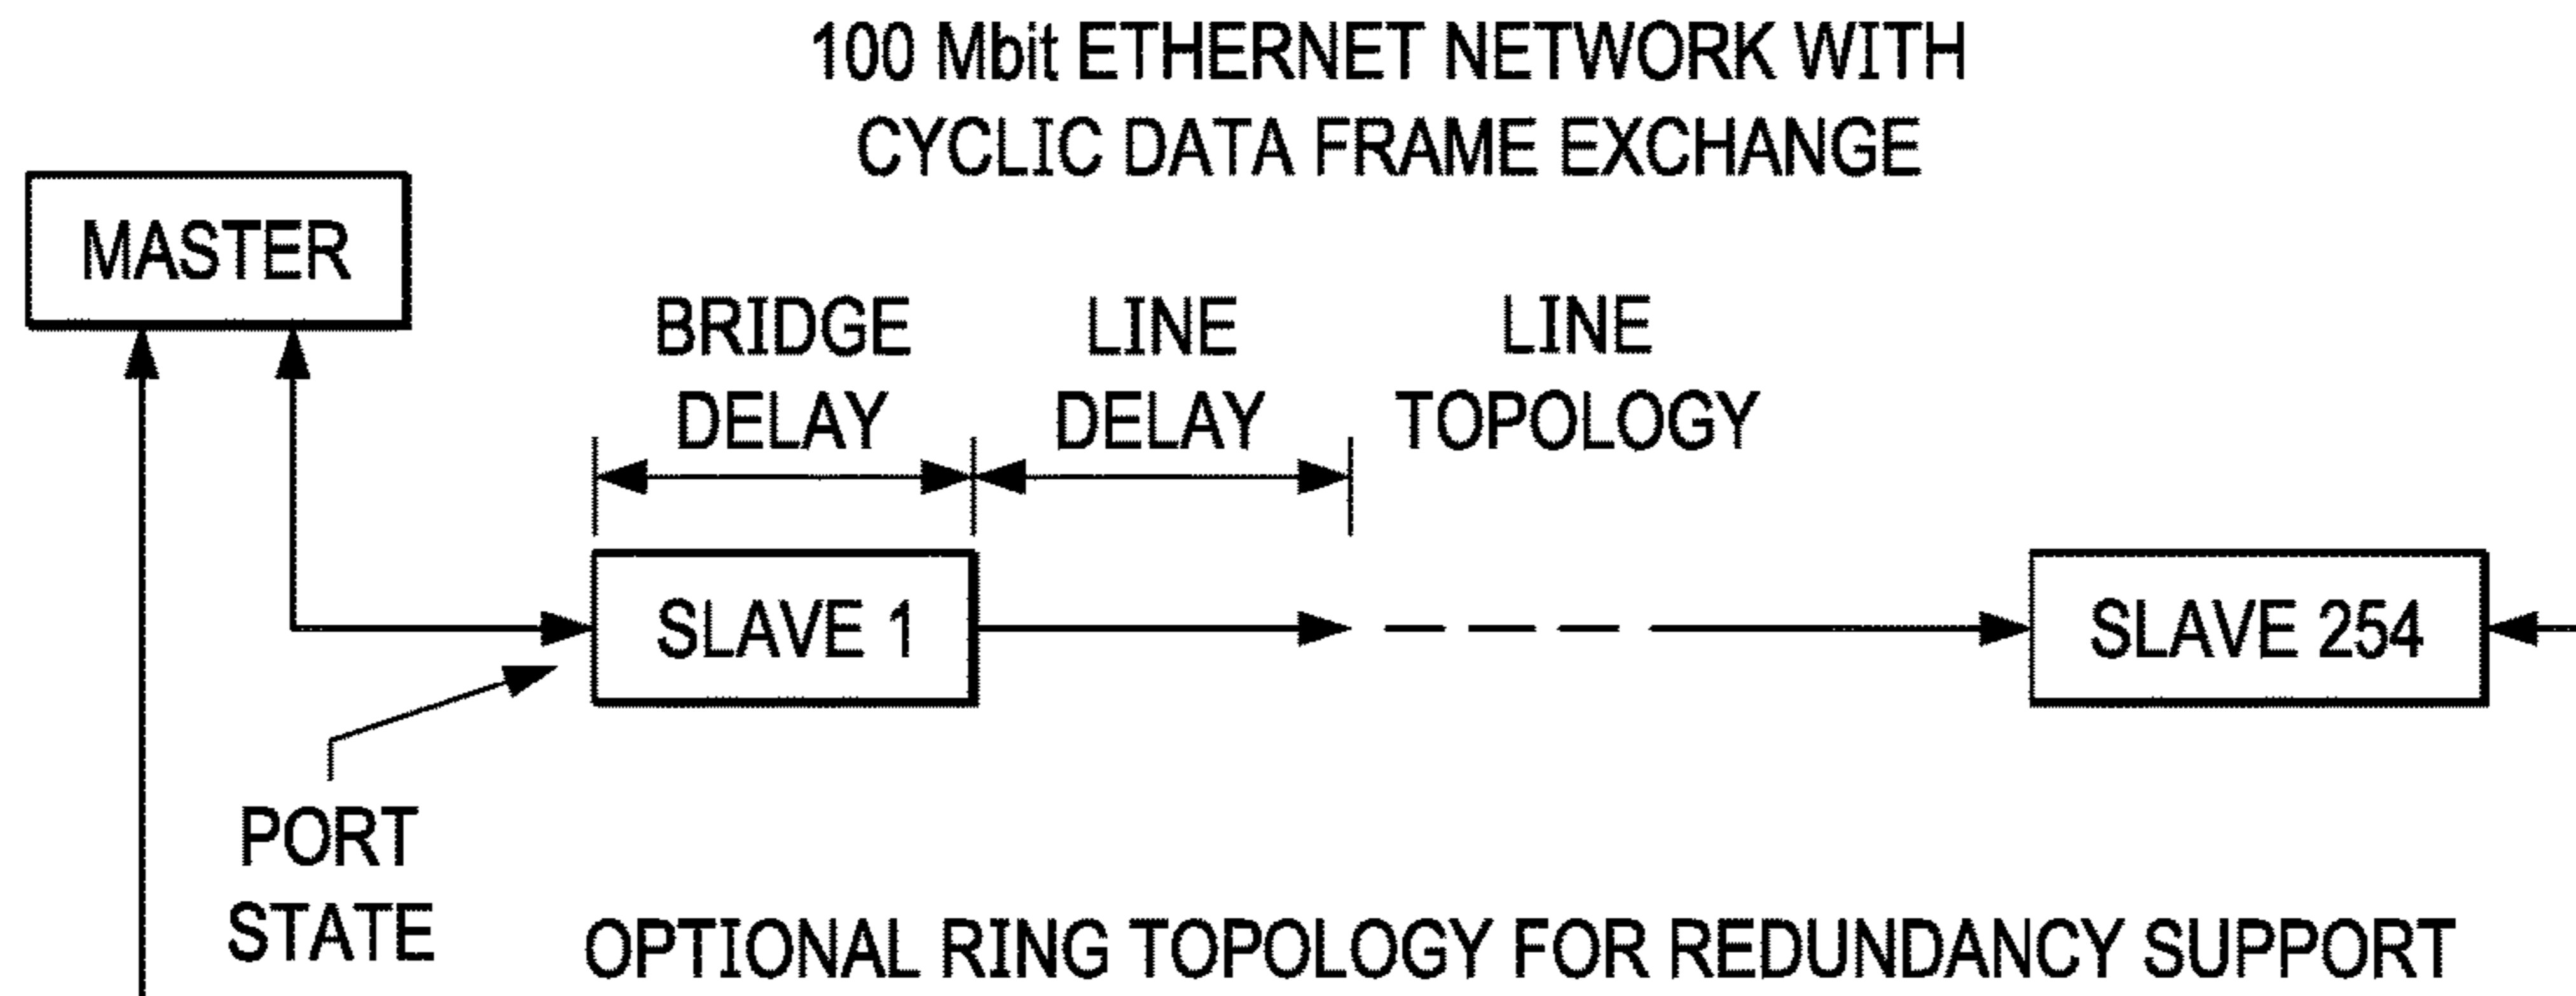 100 Mbit ETHERNET NETWORK WITH
CYCLIC DATA FRAME EXCHANGE
MASTER
BRIDGE
DELAY
LINE
DELAY
LINE
TOPOLOGY
SLAVE 1
SLAVE 254
PORT
STATE
OPTIONAL RING TOPOLOGY FOR REDUNDANCY SUPPORT